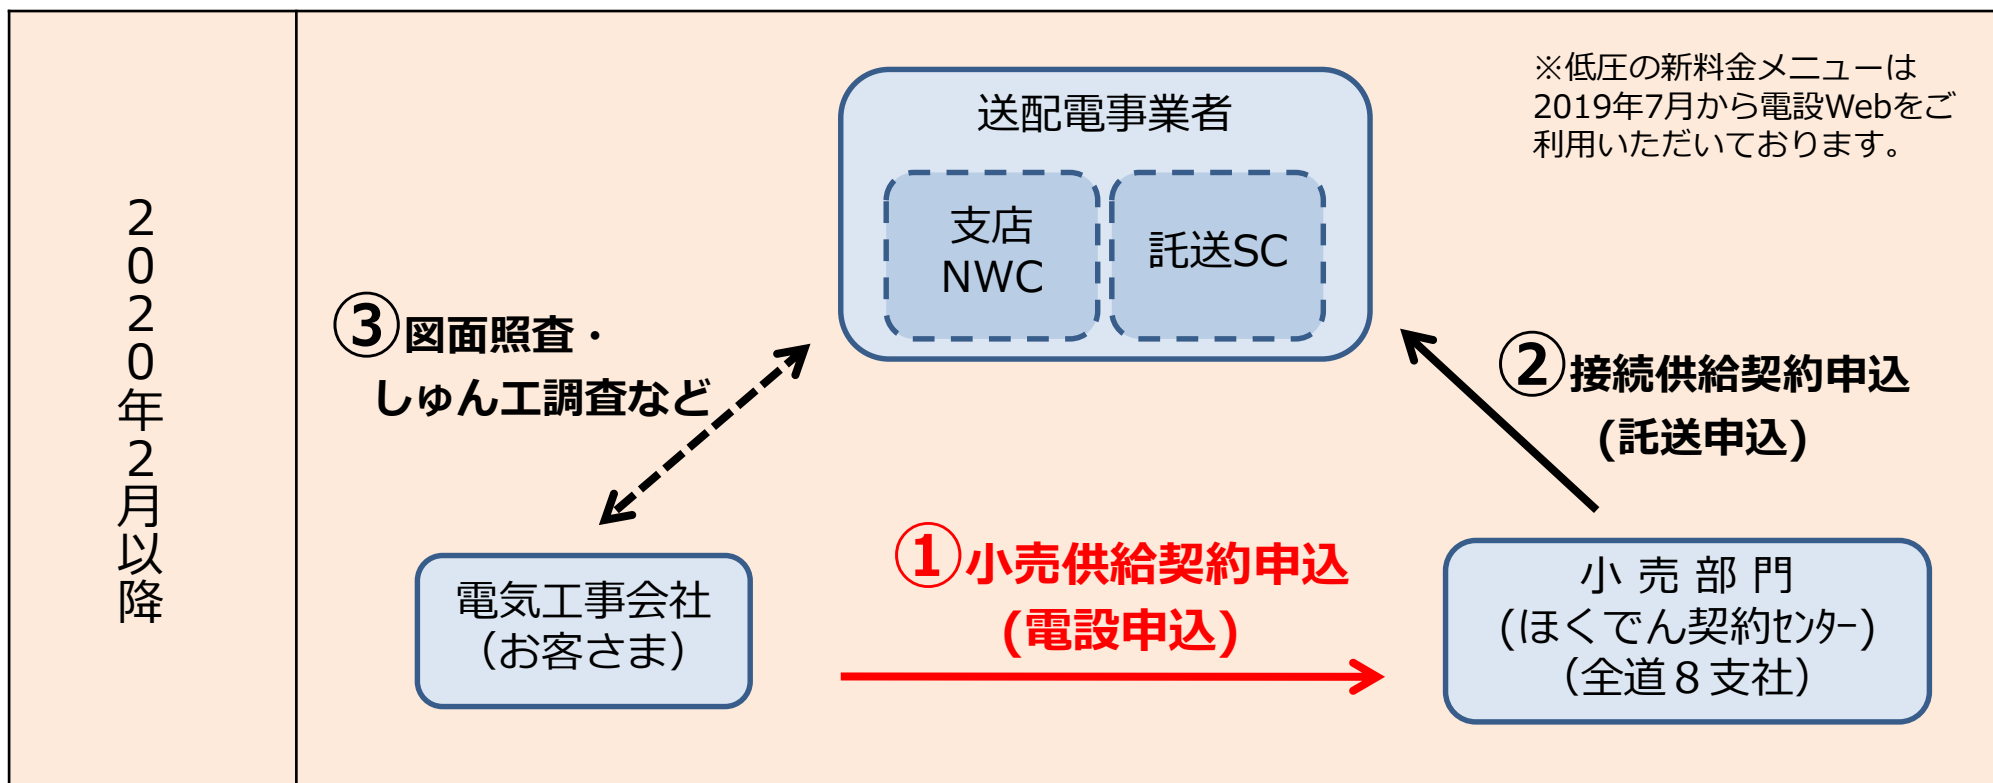 ２０２０年２月以降
送配電事業者
支店
NWC
託送SC
※低圧の新料金メニューは
2019年7月から電設Webをご
利用いただいております。
③図面照査・
しゅん工調査など
②接続供給契約申込
(託送申込)
①小売供給契約申込
(電設申込)
電気工事会社
（お客さま）
小 売 部 門
(ほくでん契約ｾﾝﾀｰ)
（全道８支社）